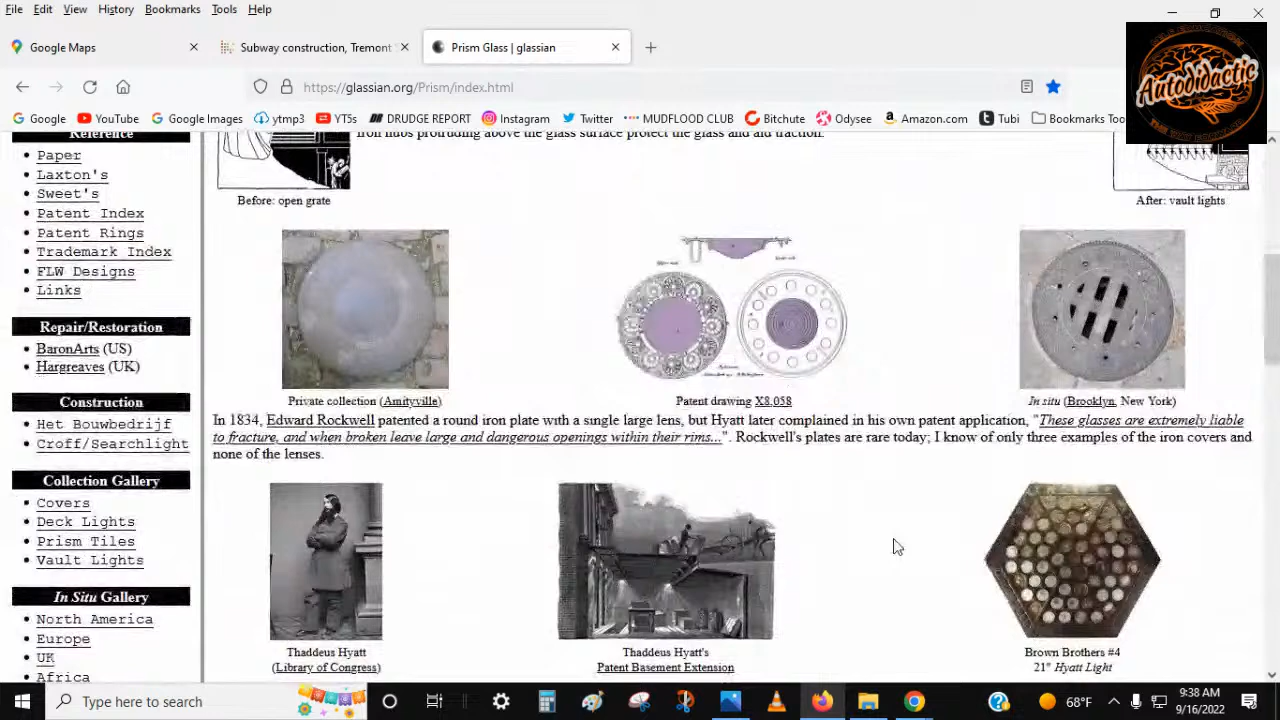 File Edit View History Bookmarks Tools Help
Google Maps
Subway construction, Tremont
Prism Glass | glassian
https://glassian.org/Prism/index.html
Google YouTube Google Images ytmp3 YT5s DRUDGE REPORT Instagram Twitter MUDFLOOD CLUB Bitchute Odysee Amazon.com Tubi Bookmarks Too
Autodidactic
Reference
Paper
Laxton's
Sweet's
Patent Index
Patent Rings
Trademark Index
FLW Designs
Links
Repair/Restoration
BaronArts (US)
Hargreaves (UK)
Construction
Het Bouwbedrijf
Croff/Searchlight
Collection Gallery
Covers
Deck Lights
Prism Tiles
Vault Lights
In Situ Gallery
North America
Europe
UK
Africa
iron hubs protruding above the glass surface protect the glass and aid traction.
Before: open grate
After: vault lights
Private collection (Amityville)
Patent drawing X8,058
In situ (Brooklyn, New York)
In 1834, Edward Rockwell patented a round iron plate with a single large lens, but Hyatt later complained in his own patent application, "These glasses are extremely liable
to fracture, and when broken leave large and dangerous openings within their rims...". Rockwell's plates are rare today; I know of only three examples of the iron covers and
none of the lenses.
Thaddeus Hyatt
(Library of Congress)
Thaddeus Hyatt's
Patent Basement Extension
Brown Brothers #4
21" Hyatt Light
Type here to search
68°F
9:38 AM
9/16/2022